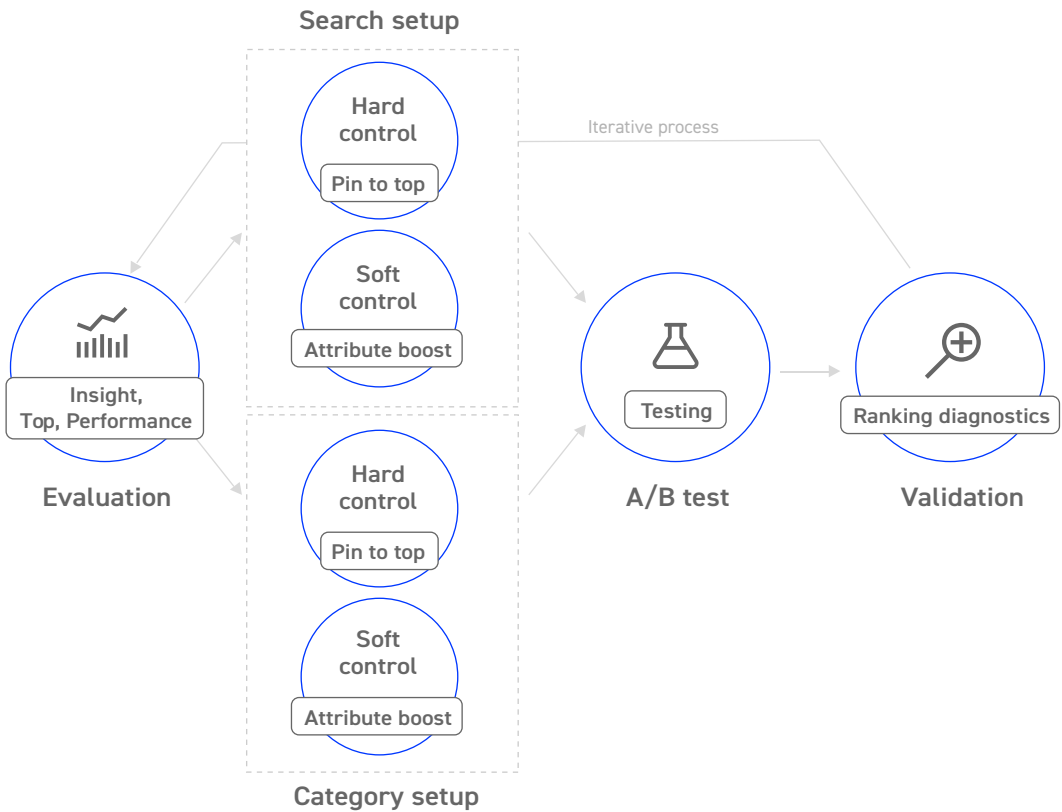 Search setup
Hard
control
Pin to top
Iterative process
Soft
control
Attribute boost
Insight,
Top, Performance
Evaluation
Testing
A/B test
Ranking diagnostics
Validation
Hard
control
Pin to top
Soft
control
Attribute boost
Category setup